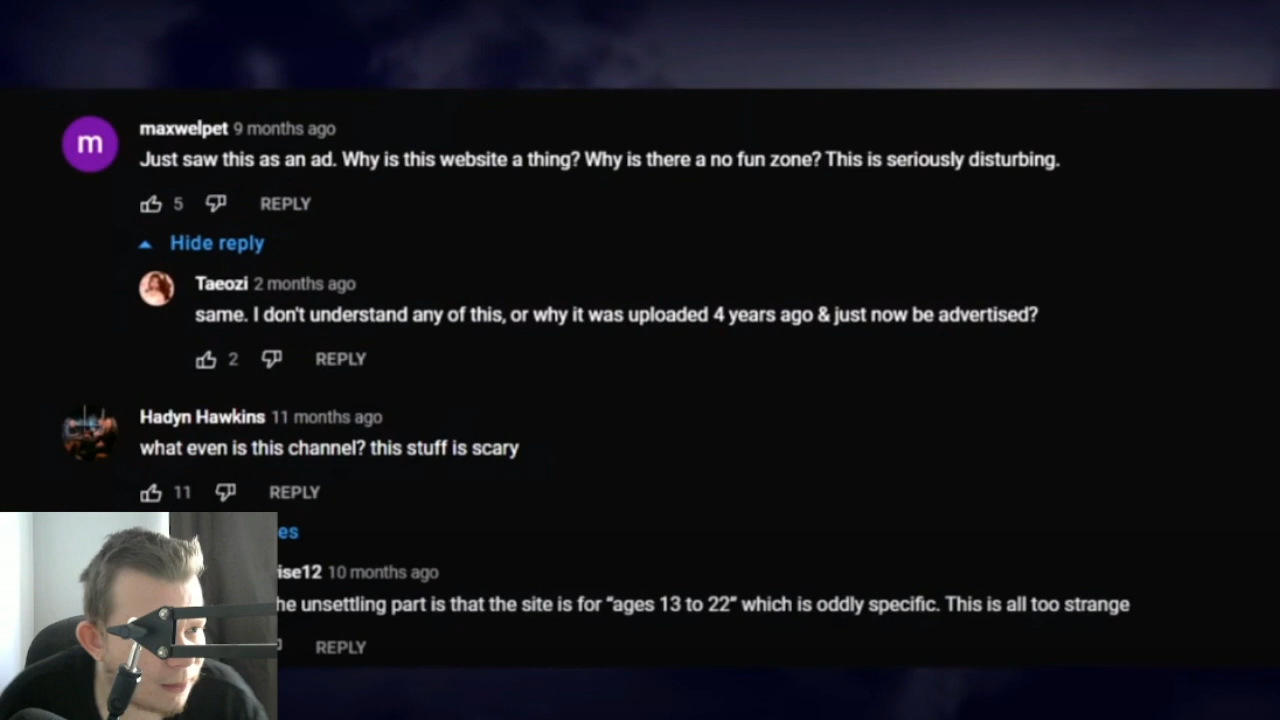 m
maxwelpet 9 months ago
Just saw this as an ad. Why is this website a thing? Why is there a no fun zone? This is seriously disturbing.
5 REPLY
Hide reply
Taeozi 2 months ago
same. I don't understand any of this, or why it was uploaded 4 years ago & just now be advertised?
2 REPLY
Hadyn Hawkins 11 months ago
what even is this channel? this stuff is scary
11 REPLY
es
ise12 10 months ago
he unsettling part is that the site is for “ages 13 to 22” which is oddly specific. This is all too strange
REPLY